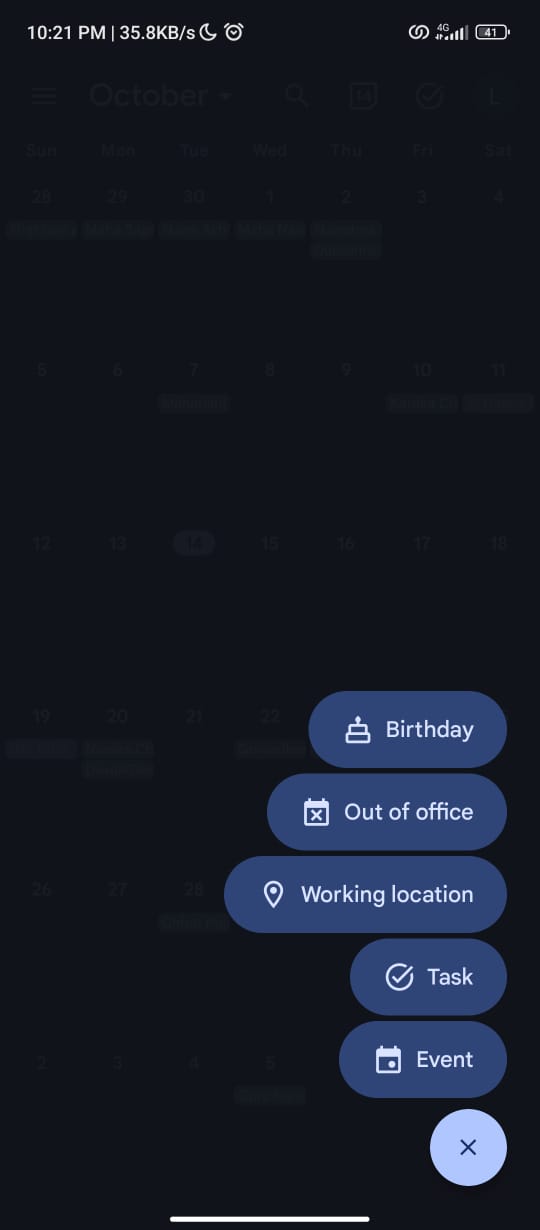 10:21 PM | 35.8KB/s 4G 41
October 14 L
Sun Mon Tue Wed Thu Fri Sat
28 29 30 1 2 3 4
5 6 7 8 9 10 11
12 13 14 15 16 17 18
19 20 21 22
Birthday
Out of office
26 27 28
Working location
Task
2 3 4 5
Event